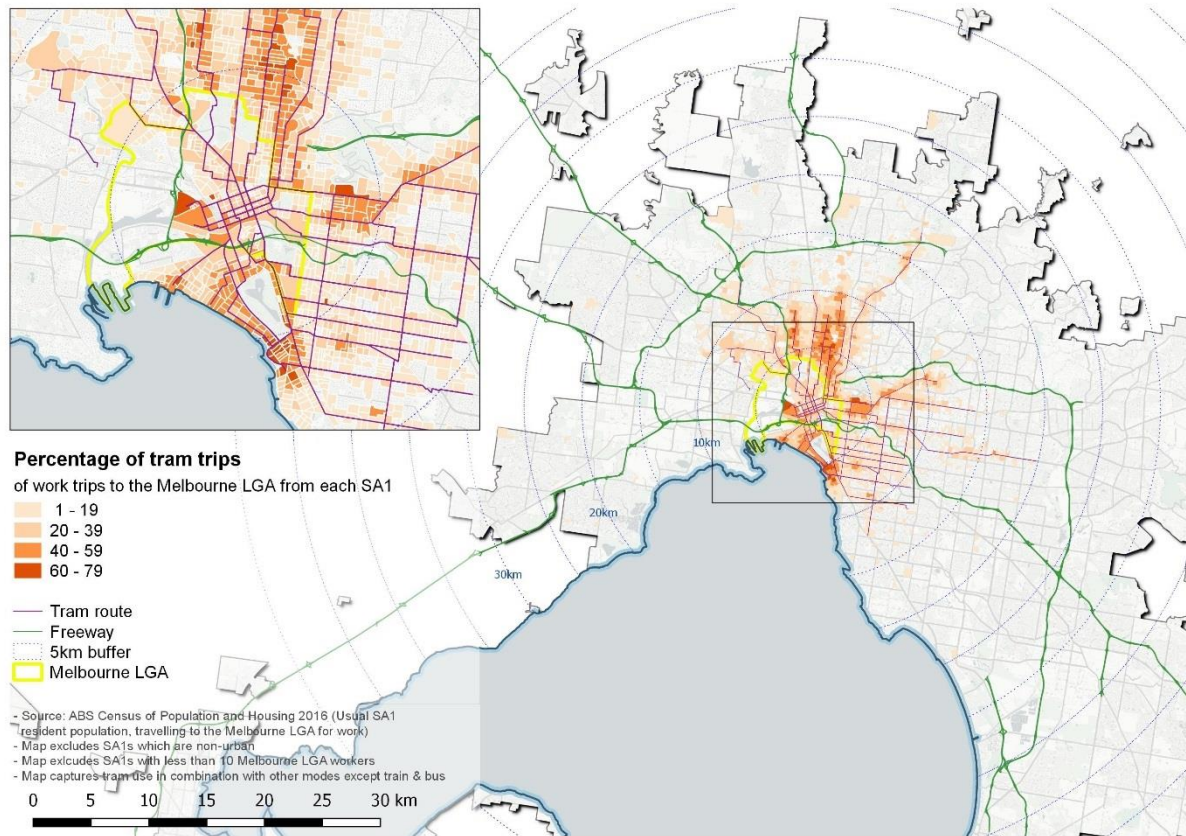 Percentage of tram trips
of work trips to the Melbourne LGA from each SA1
1 - 19
20 - 39
40 - 59
60 - 79
Tram route
Freeway
5km buffer
Melbourne LGA
- Source: ABS Census of Population and Housing 2016 (Usual SA1
resident population, travelling to the Melbourne LGA for work)
- Map excludes SA1s which are non-urban
- Map exlcudes SA1s with less than 10 Melbourne LGA workers
- Map captures tram use in combination with other modes except train & bus
0 5 10 15 20 25 30 km
10km
20km
30km